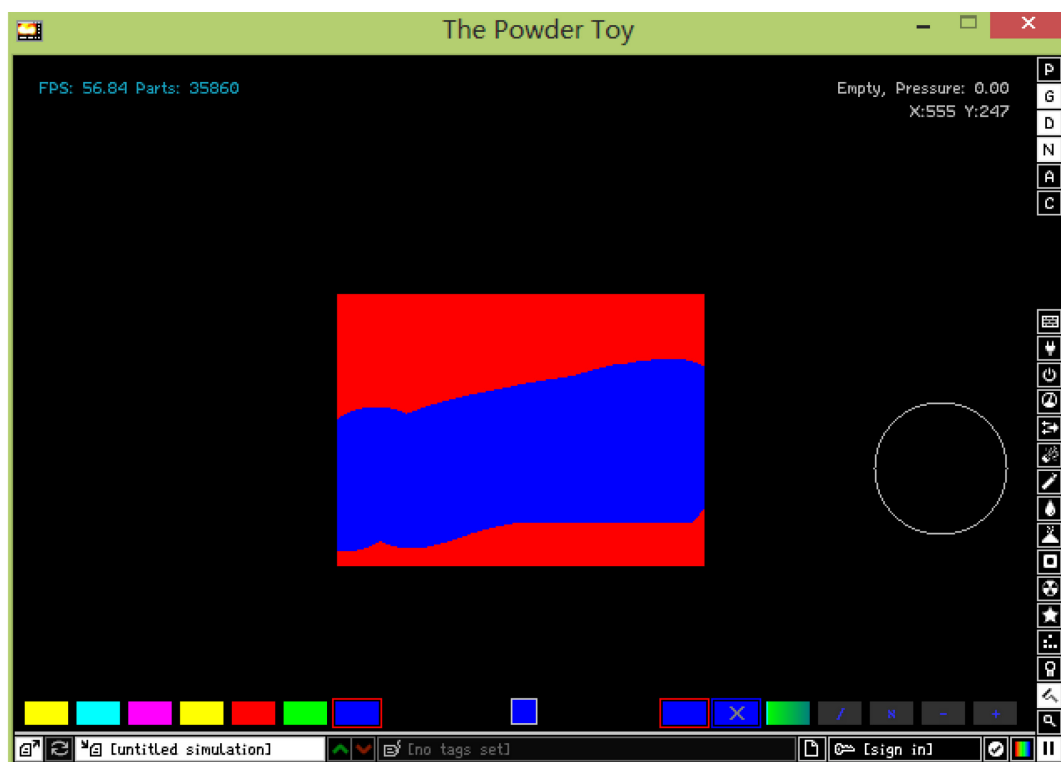 The Powder Toy
FPS: 56.84 Parts: 35860
Empty, Pressure: 0.00
X:555 Y:247
P
G
D
N
A
C
/ N - +
[untitled simulation] [no tags set] [sign in]